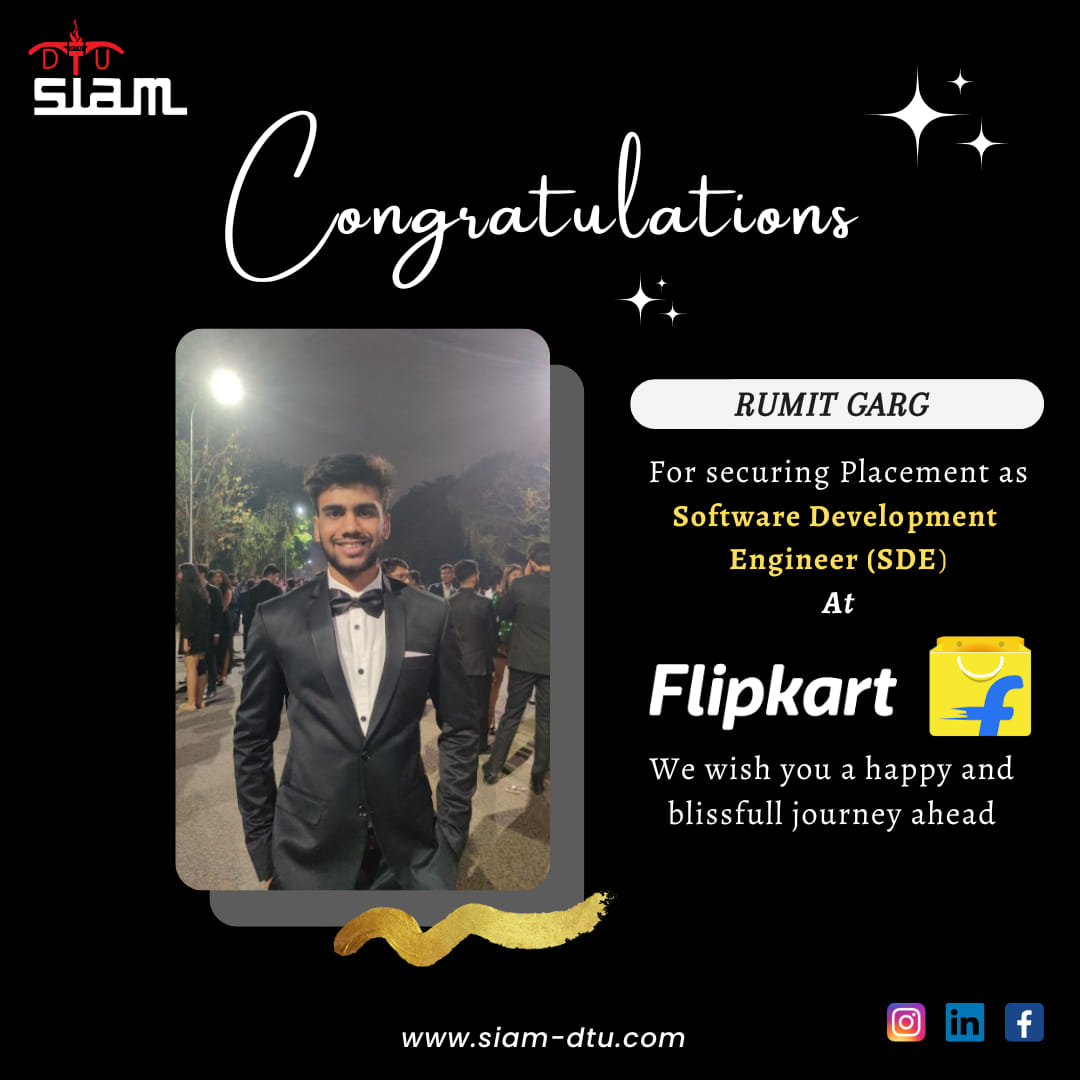 DTU
siam
Congratulations
RUMIT GARG
For securing Placement as
Software Development
Engineer (SDE)
At
Flipkart
f
We wish you a happy and
blissfull journey ahead
www.siam-dtu.com
in
f